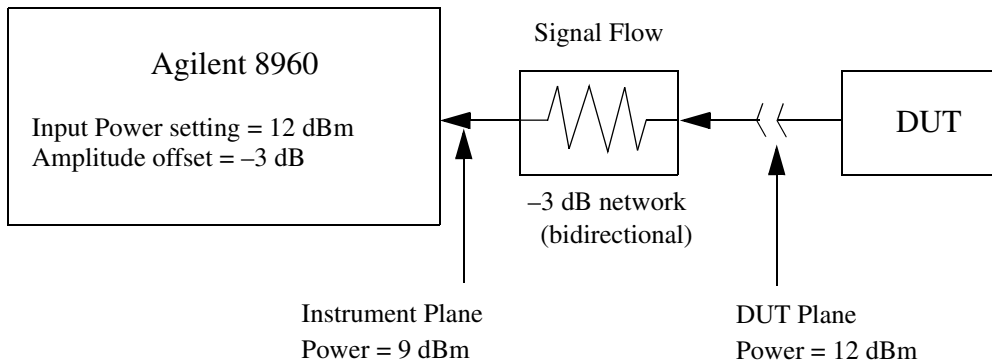 Signal Flow
Agilent 8960
Input Power setting = 12 dBm
Amplitude offset = –3 dB
DUT
–3 dB network
(bidirectional)
Instrument Plane
Power = 9 dBm
DUT Plane
Power = 12 dBm